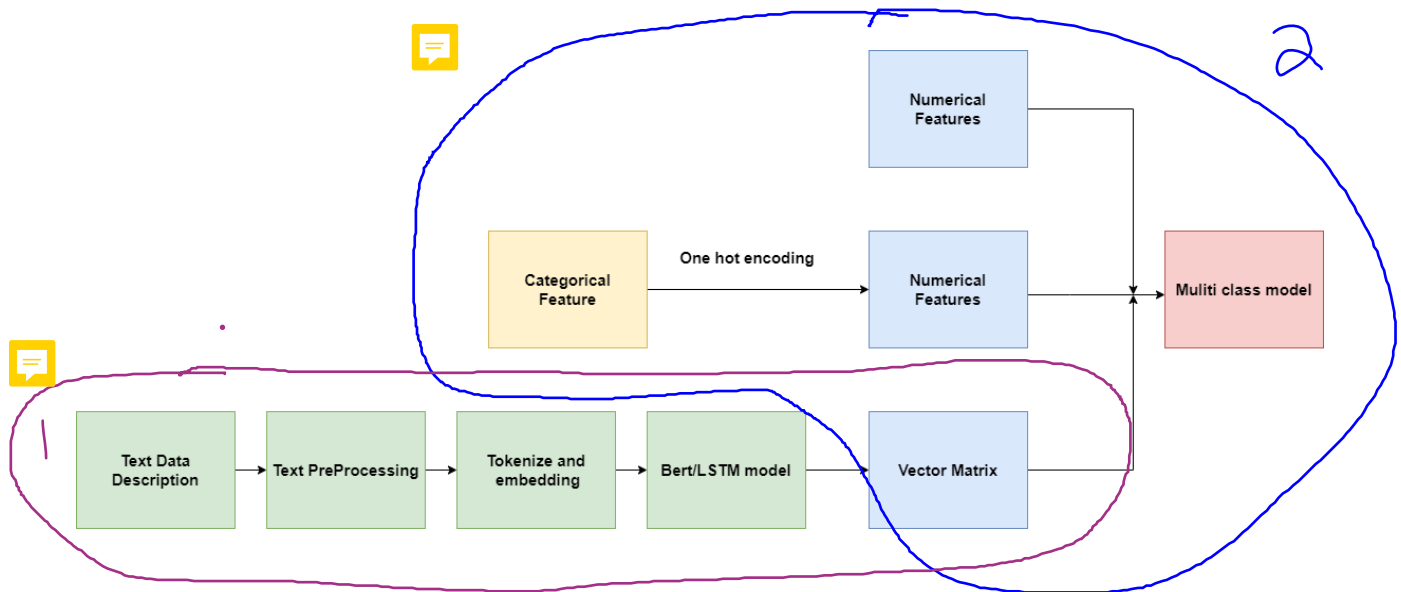 2
Numerical
Features
One hot encoding
Categorical
Feature
Numerical
Features
Muliti class model
1
Text Data
Description
Text PreProcessing
Tokenize and
embedding
Bert/LSTM model
Vector Matrix